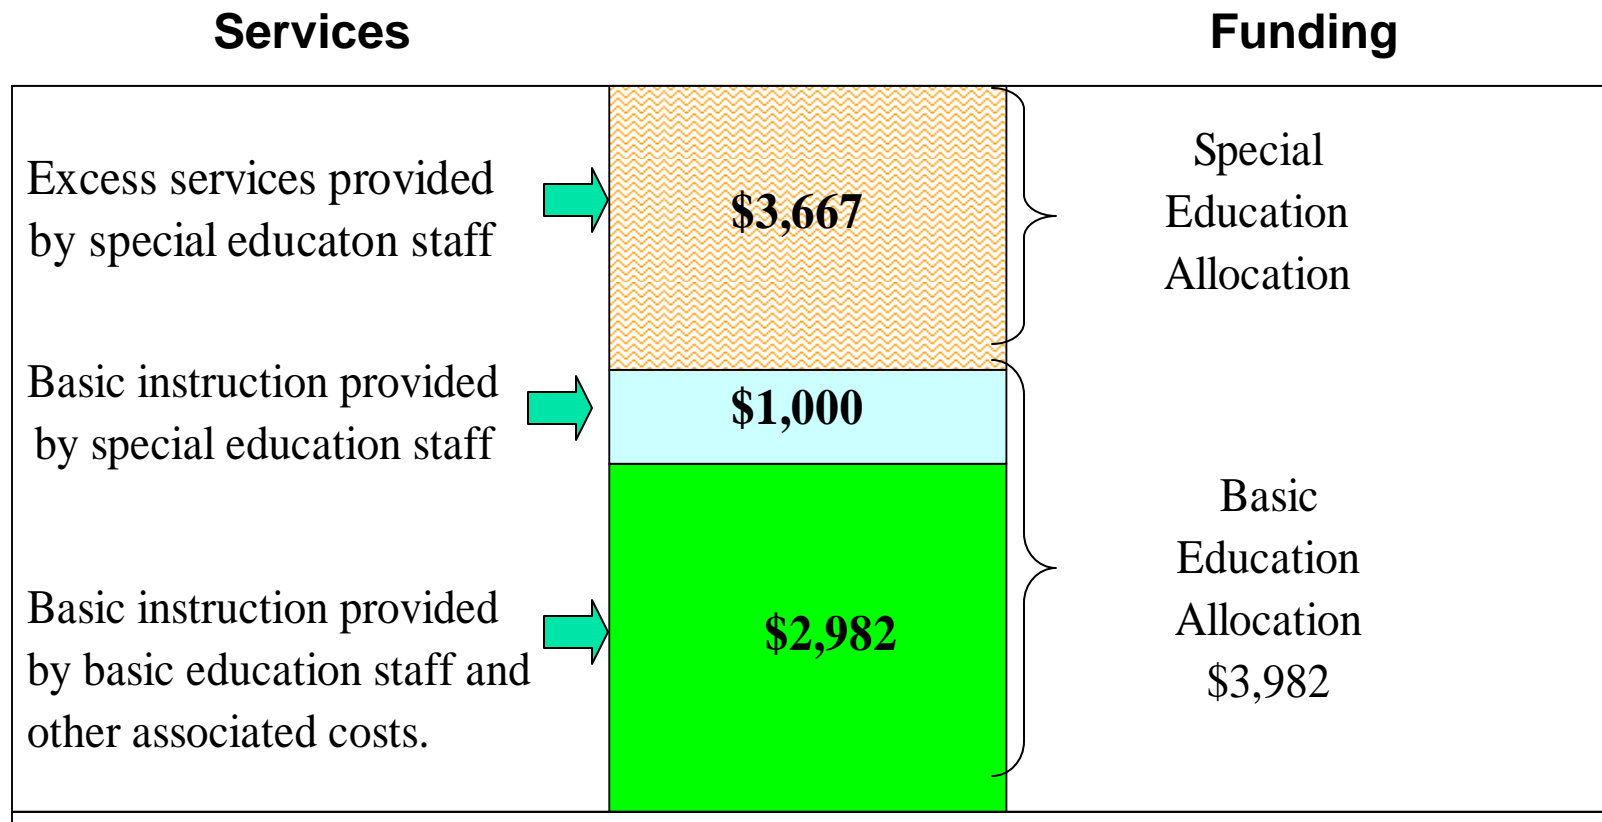 Services
Funding
Excess services provided
by special educaton staff
$3,667
Special
Education
Allocation
Basic instruction provided
by special education staff
$1,000
Basic instruction provided
by basic education staff and
other associated costs.
$2,982
Basic
Education
Allocation
$3,982